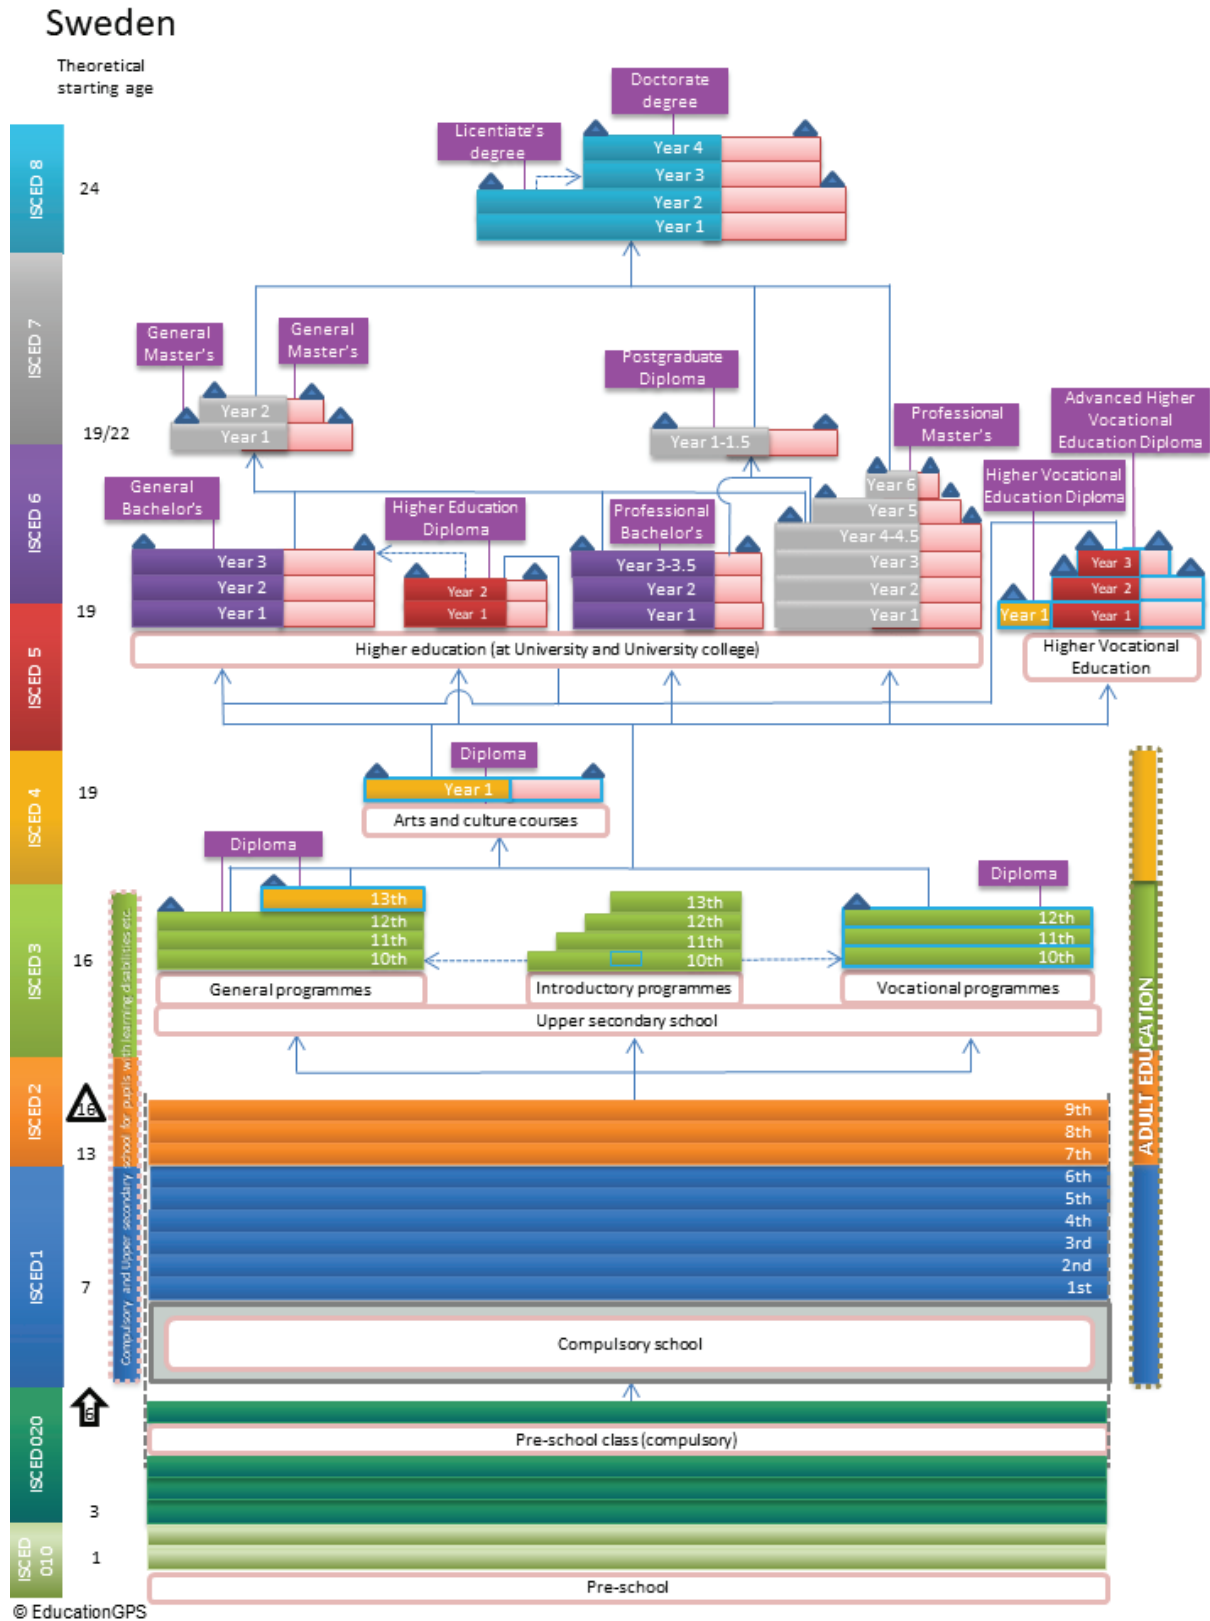 Sweden
Theoretical
starting age
Doctorate
degree
Licentiate's
degree
ISCED 8
24
Year 4
Year 3
Year 2
Year 1
ISCED 7
General
Master's
General
Master's
Postgraduate
Diploma
Professional
Master's
Advanced Higher
Vocational
Education Diploma
19/22
Year 2
Year 1
Year 1-1.5
Higher Vocational
Education Diploma
ISCED 6
General
Bachelor's
Higher Education
Diploma
Professional
Bachelor's
Year 6
Year 5
Year 4-4.5
Year 3
Year 2
Year 1
Year 3
Year 2
Year 1
Year 2
Year 1
Year 3-3.5
Year 2
Year 1
Year 3
Year 2
Year 1
Year 1
19
Higher education (at University and University college)
Higher Vocational
Education
ISCED 5
Diploma
ISCED 4
19
Year 1
Arts and culture courses
Diploma
Diploma
ISCED3
16
13th
12th
11th
10th
13th
12th
11th
10th
12th
11th
10th
General programmes
Introductory programmes
Vocational programmes
Upper secondary school
Compulsory and Upper secondary school for pupils with learning disabilities etc.
ADULT EDUCATION
ISCED2
16
13
9th
8th
7th
ISCED1
7
6th
5th
4th
3rd
2nd
1st
Compulsory school
ISCED020
6
Pre-school class (compulsory)
3
ISCED
010
1
Pre-school
© EducationGPS